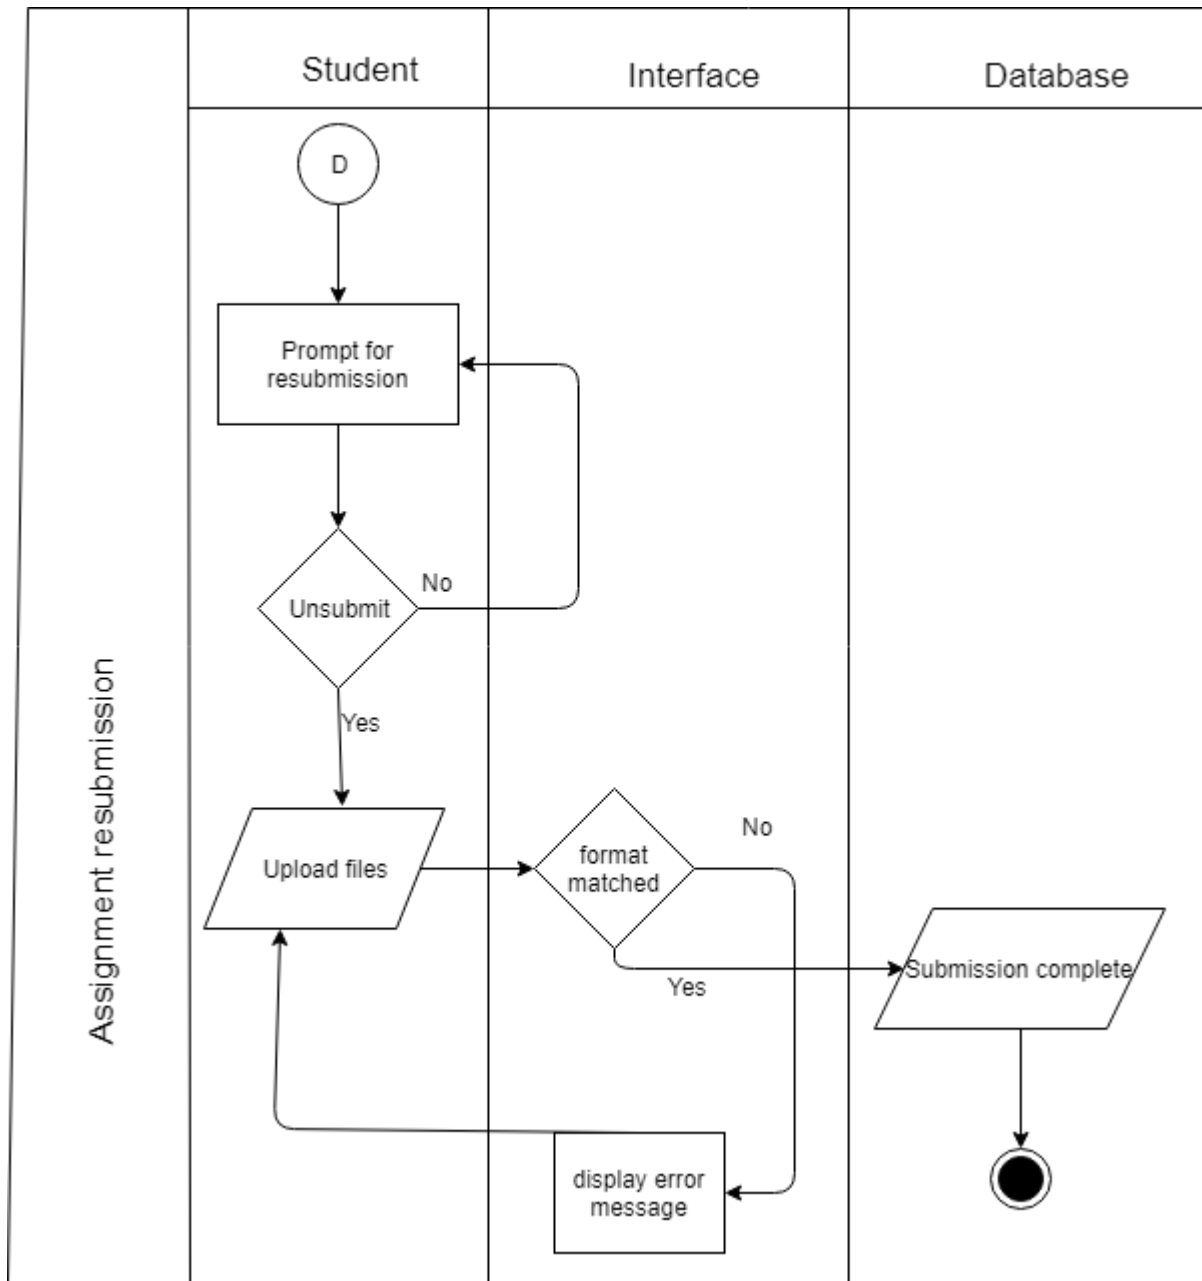 Student
Interface
Database
D
Prompt for
resubmission
No
Unsubmit
Yes
Assignment resubmission
Upload files
format
matched
No
Yes
Submission complete
display error
message